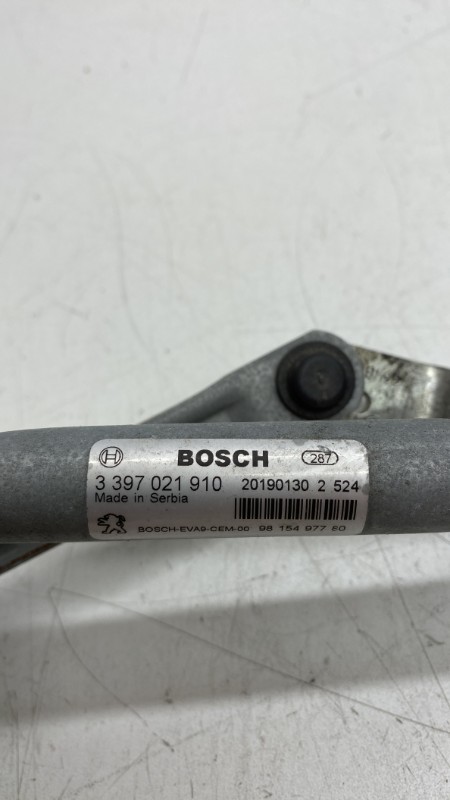 BOSCH 287
3 397 021 910 20190130 2 524
Made in Serbia
BOSCH-EVA9-CEM-00 98 154 977 80